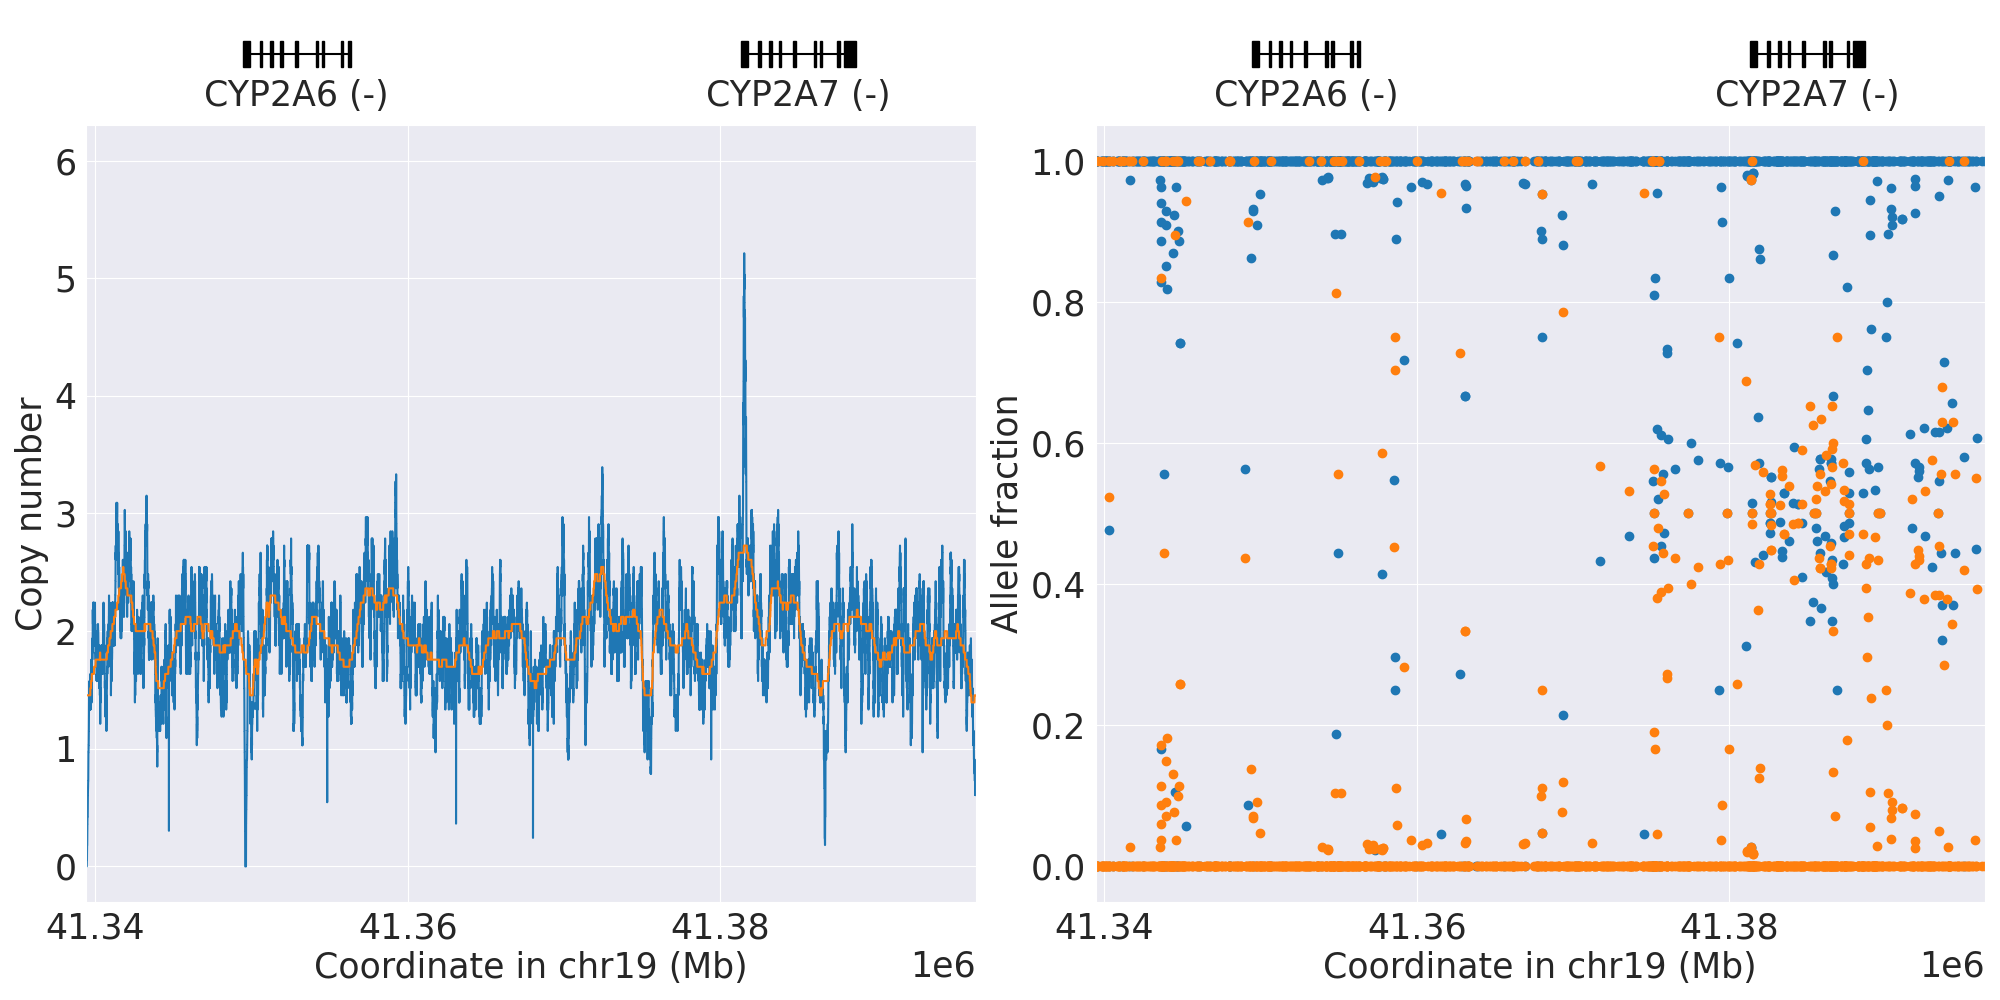 CYP2A6 (-)
CYP2A7 (-)
Copy number
6
5
4
3
2
1
0
41.34
41.36
41.38
Coordinate in chr19 (Mb)
1e6
CYP2A6 (-)
CYP2A7 (-)
Allele fraction
1.0
0.8
0.6
0.4
0.2
0.0
41.34
41.36
41.38
Coordinate in chr19 (Mb)
1e6